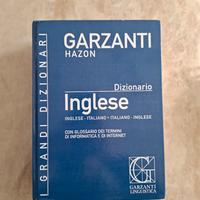 I GRANDI DIZIONARI
GARZANTI
HAZON
Dizionario
Inglese
INGLESE - ITALIANO • ITALIANO - INGLESE
CON GLOSSARIO DEI TERMINI
DI INFORMATICA E DI INTERNET
GARZANTI
LINGUISTICA